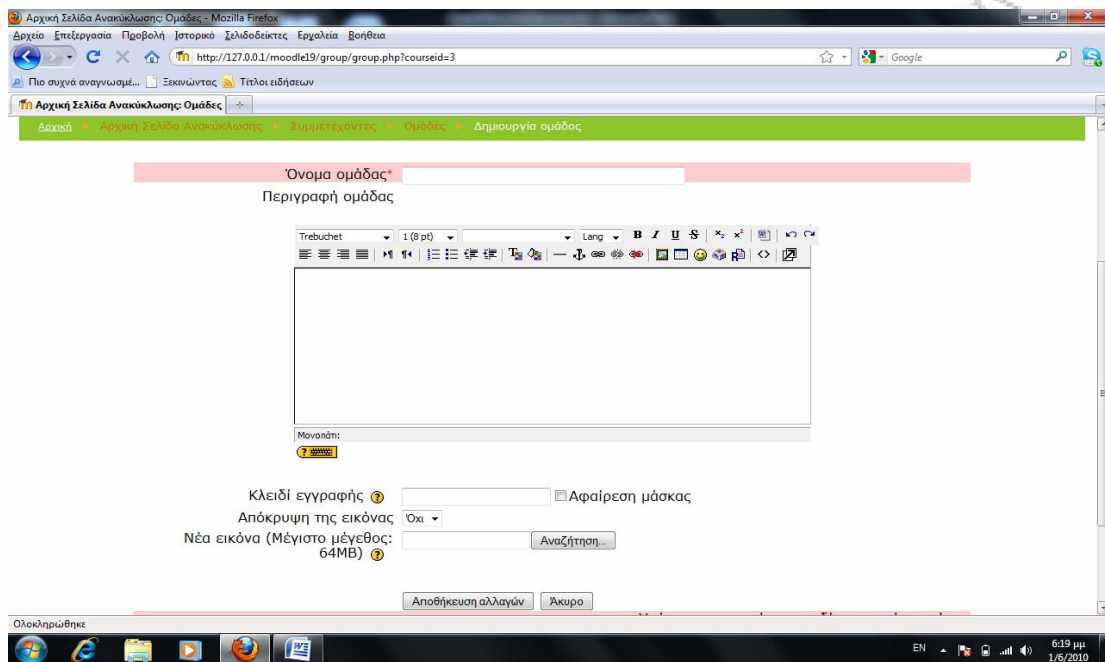 Αρχική Σελίδα Ανακύκλωσης: Ομάδες - Mozilla Firefox
Αρχείο Επεξεργασία Προβολή Ιστορικό Σελιδοδείκτες Εργαλεία Βοήθεια
http://127.0.0.1/moodle19/group/group.php?courseid=3
Google
Πιο συχνά αναγνωσμέ... Ξεκινώντας Τίτλοι ειδήσεων
Αρχική Σελίδα Ανακύκλωσης: Ομάδες
Αρχική Αρχική Σελίδα Ανακύκλωσης Συμμετέχοντες Ομάδες Δημιουργία ομάδος
Όνομα ομάδας*
Περιγραφή ομάδας
Trebuchet 1 (8 pt) Lang B I U S x₂ x²
Μονοπάτι:
Κλειδί εγγραφής Αφαίρεση μάσκας
Απόκρυψη της εικόνας Όχι
Νέα εικόνα (Μέγιστο μέγεθος: 64MB) Αναζήτηση...
Αποθήκευση αλλαγών Άκυρο
Ολοκληρώθηκε
EN 6:19 μμ
1/6/2010